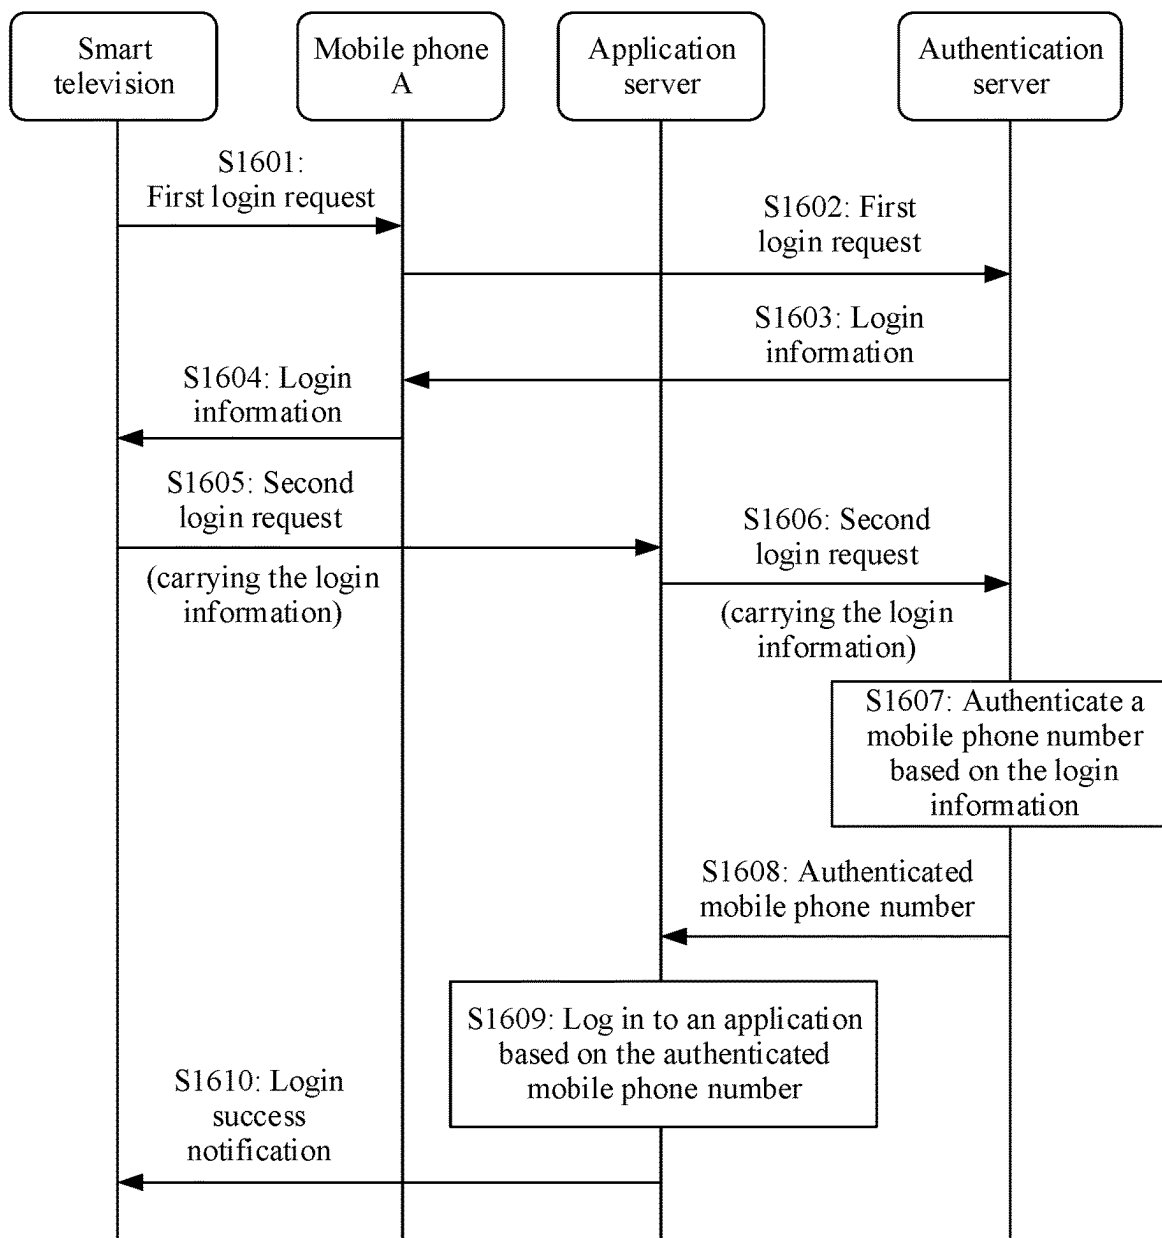 Smart
television
Mobile phone
A
Application
server
Authentication
server
S1601:
First login request
S1602: First
login request
S1603: Login
information
S1604: Login
information
S1605: Second
login request
(carrying the login
information)
S1606: Second
login request
(carrying the login
information)
S1607: Authenticate a
mobile phone number
based on the login
information
S1608: Authenticated
mobile phone number
S1609: Log in to an application
based on the authenticated
mobile phone number
S1610: Login
success
notification